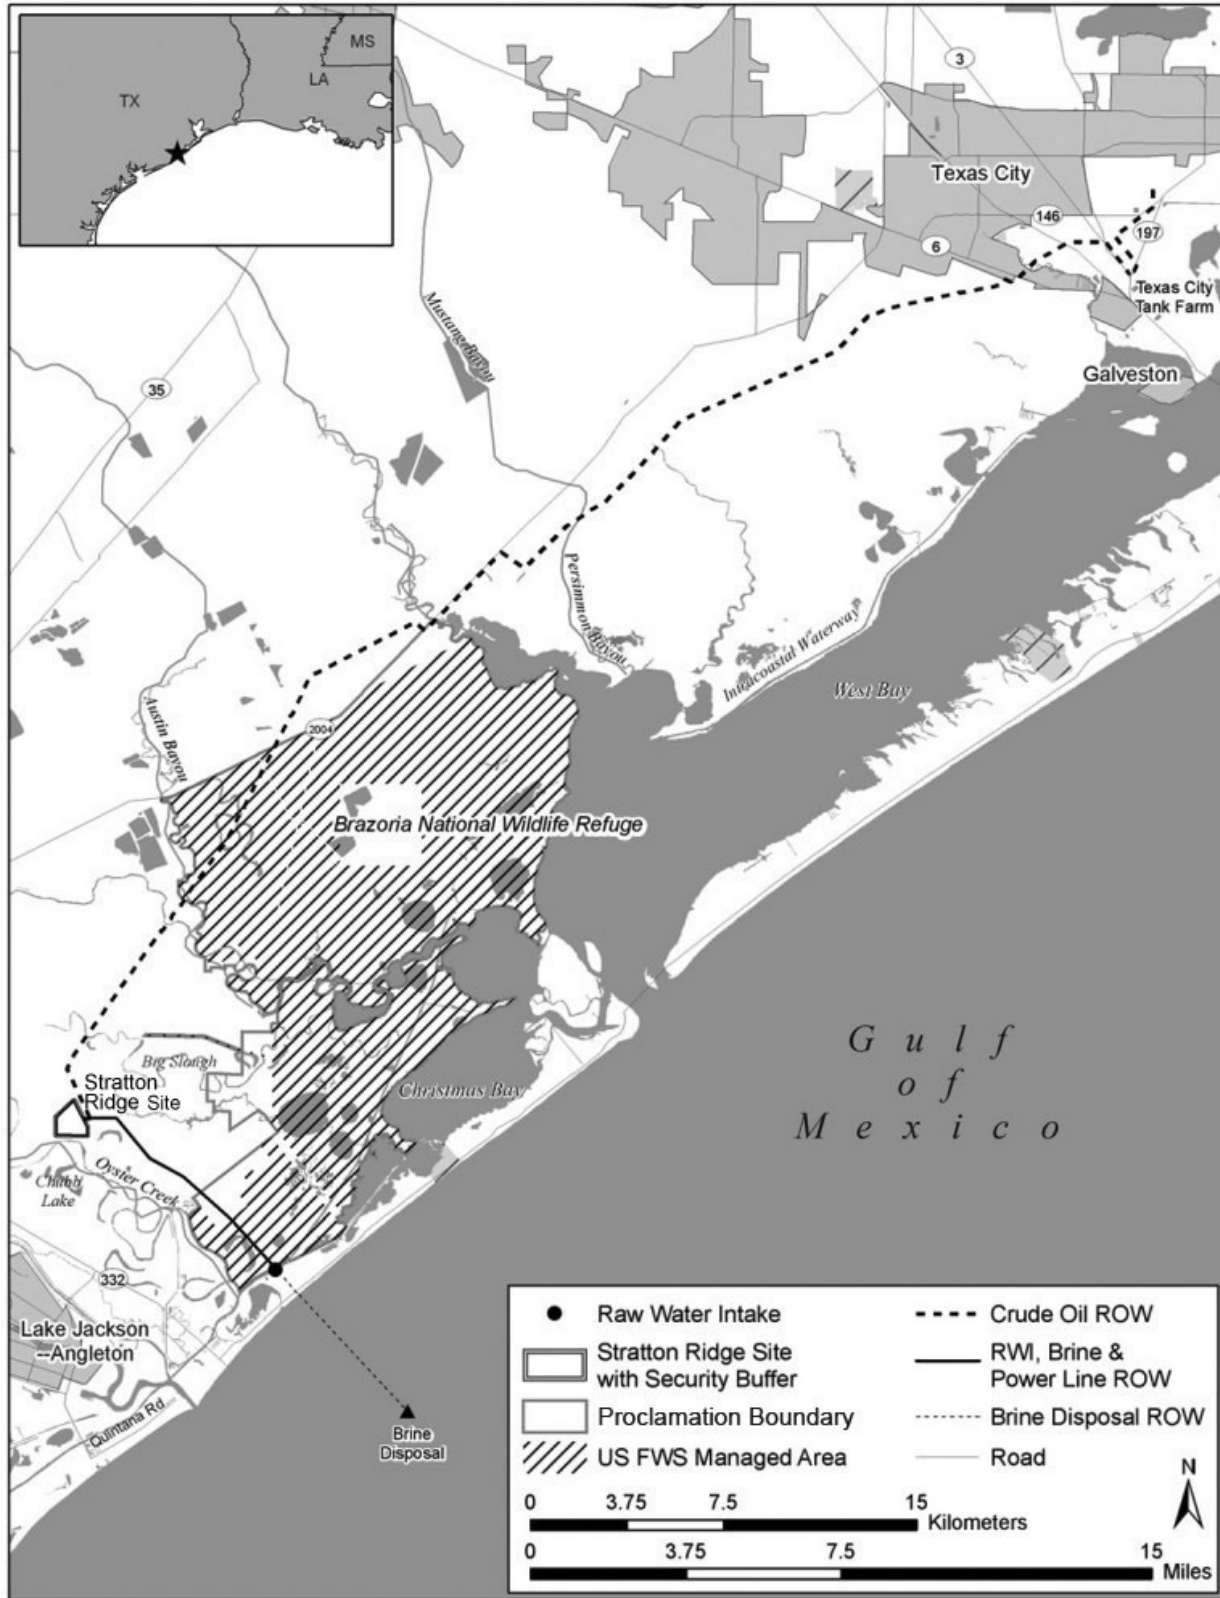 MS
LA
TX
3
Texas City
146
197
6
Texas City
Tank Farm
Mustang Bayou
Galveston
35
Persimmon Bayou
Intracoastal Waterway
West Bay
Austin Bayou
2004
Brazoria National Wildlife Refuge
Gulf
of
Mexico
Big Slough
Christmas Bay
Stratton
Ridge Site
Oyster Creek
Chubb
Lake
332
Lake Jackson
--Angleton
Quintana Rd.
Brine
Disposal
Raw Water Intake
Stratton Ridge Site
with Security Buffer
Proclamation Boundary
US FWS Managed Area
Crude Oil ROW
RWI, Brine &
Power Line ROW
Brine Disposal ROW
Road
N
0 3.75 7.5 15
Kilometers
0 3.75 7.5 15
Miles